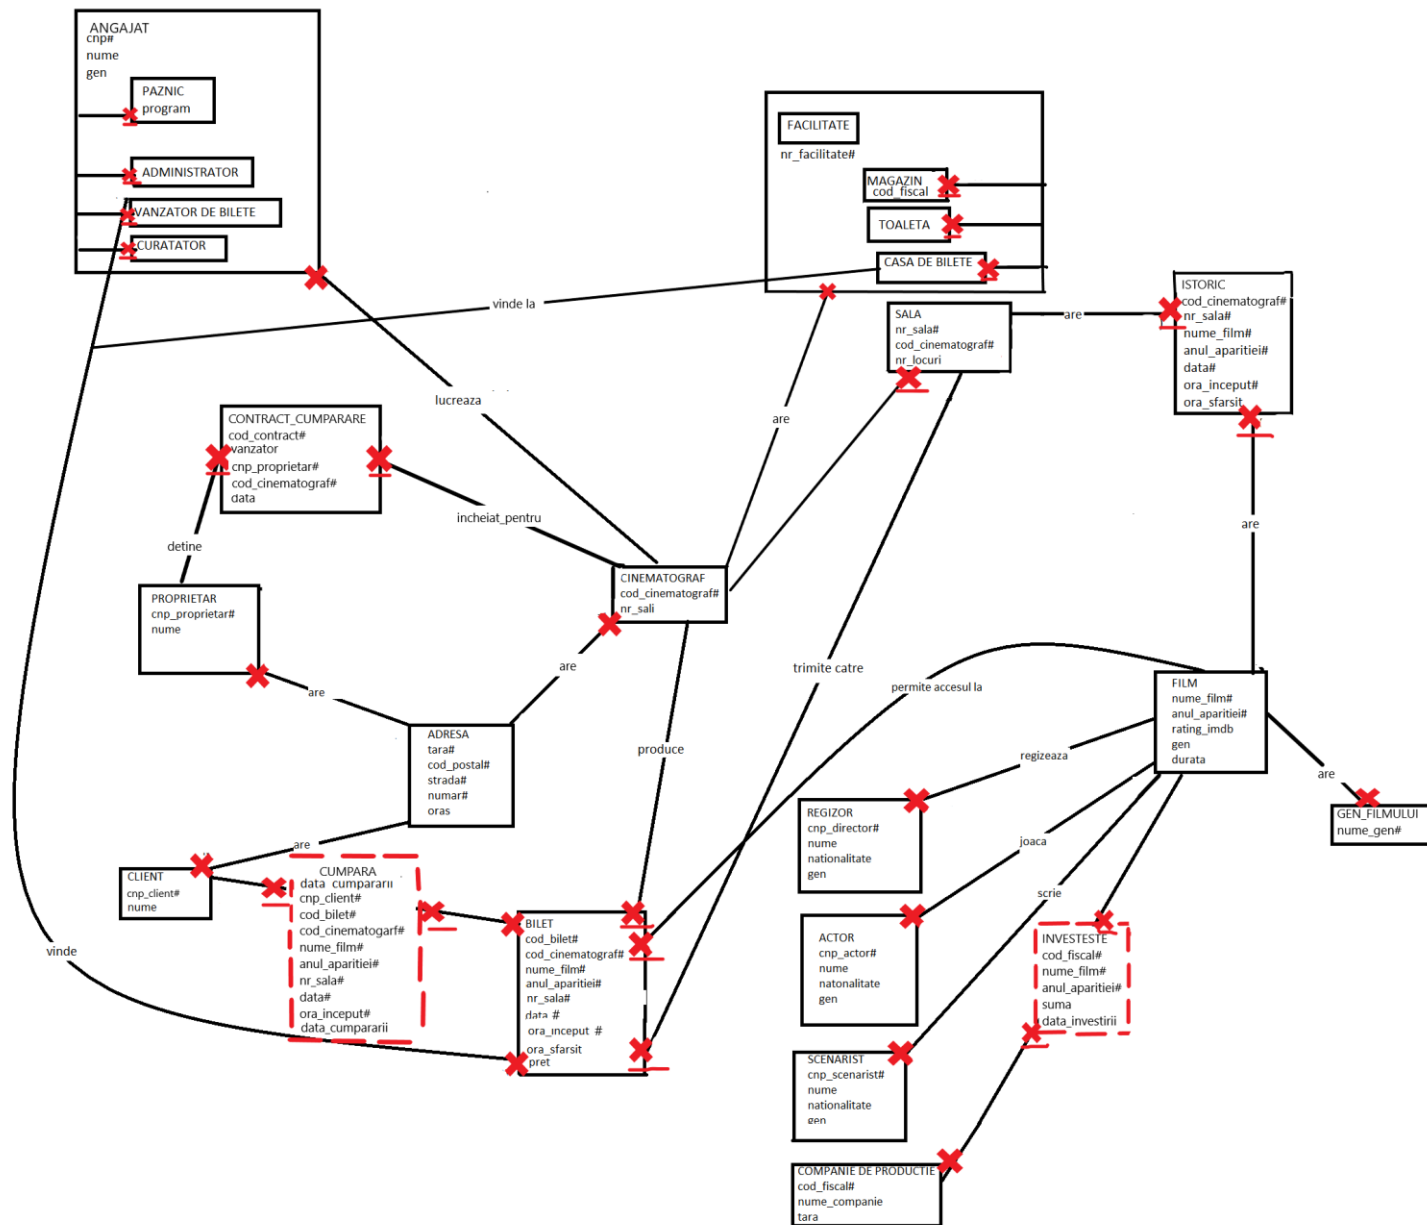 ANGAJAT
cnp#
nume
gen
PAZNIC
program
ADMINISTRATOR
VANZATOR DE BILETE
CURATATOR
FACILITATE
nr_facilitate#
MAGAZIN
cod_fiscal
TOALETA
CASA DE BILETE
vinde la
SALA
nr_sala#
cod_cinematograf#
nr_locuri
are
ISTORIC
cod_cinematograf#
nr_sala#
nume_film#
anul_aparitiei#
data#
ora_inceput#
ora_sfarsit
lucreaza
are
CONTRACT_CUMPARARE
cod_contract#
vanzator
cnp_proprietar#
cod_cinematograf#
data
incheiat_pentru
are
detine
CINEMATOGRAF
cod_cinematograf#
nr_sali
PROPRIETAR
cnp_proprietar#
nume
are
are
trimite catre
permite accesul la
FILM
nume_film#
anul_aparitiei#
rating_imdb
gen
durata
ADRESA
tara#
cod_postal#
strada#
numar#
oras
produce
regizeaza
are
GEN_FILMULUI
nume_gen#
REGIZOR
cnp_director#
nume
nationalitate
gen
joaca
are
CLIENT
cnp_client#
nume
CUMPARA
data_cumpararii
cnp_client#
cod_bilet#
cod_cinematogarf#
nume_film#
anul_aparitiei#
nr_sala#
data#
ora_inceput#
data_cumpararii
scrie
BILET
cod_bilet#
cod_cinematograf#
nume_film#
anul_aparitiei#
nr_sala#
data #
ora_inceput #
ora_sfarsit
pret
vinde
ACTOR
cnp_actor#
nume
natonalitate
gen
INVESTESTE
cod_fiscal#
nume_film#
anul_aparitiei#
suma
data_investirii
SCENARIST
cnp_scenarist#
nume
nationalitate
gen
COMPANIE DE PRODUCTIE
cod_fiscal#
nume_companie
tara